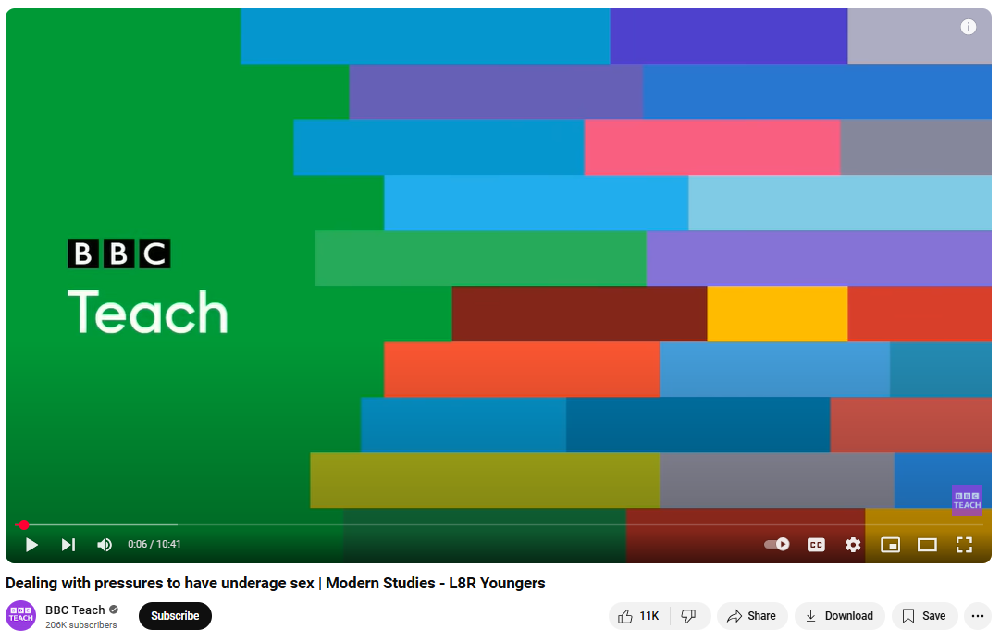 BBC
Teach
BBC
TEACH
0:06 / 10:41
CC
Dealing with pressures to have underage sex | Modern Studies - L8R Youngers
BBC
TEACH
BBC Teach
206K subscribers
Subscribe
11K
Share
Download
Save